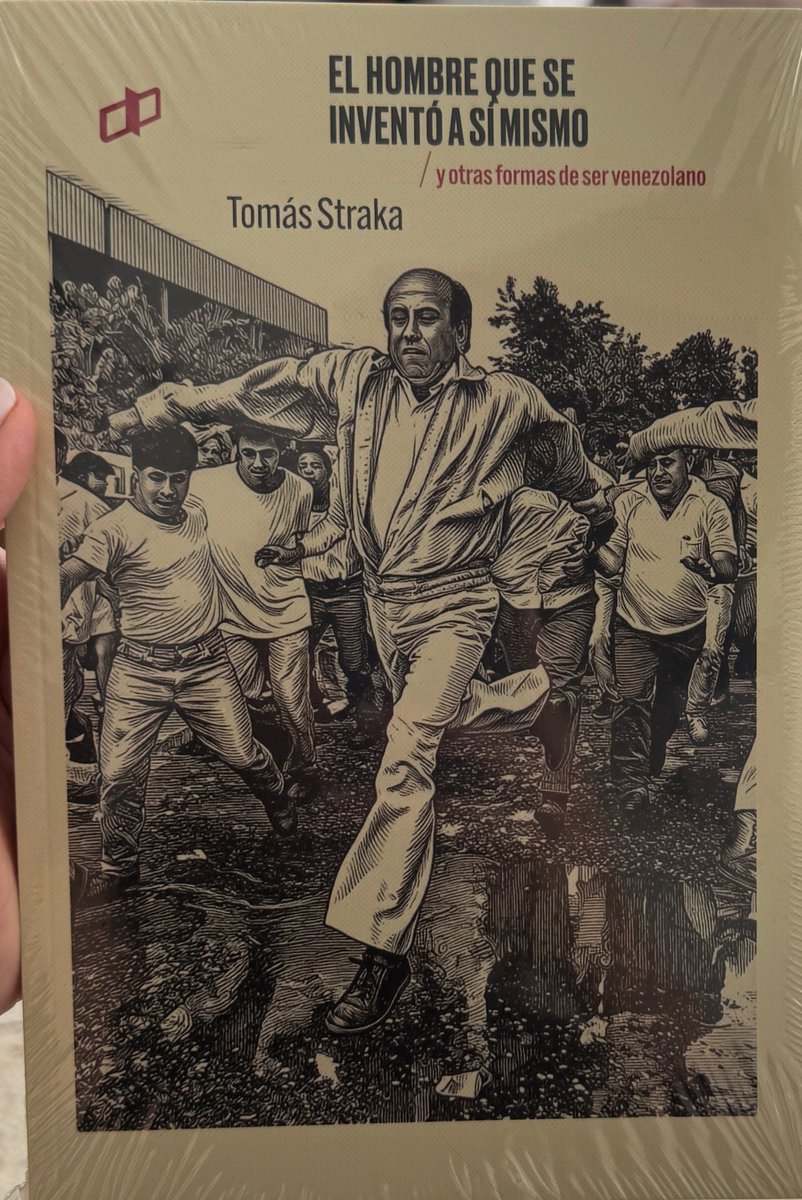 EL HOMBRE QUE SE
INVENTÓ A SÍ MISMO
/ y otras formas de ser venezolano
Tomás Straka